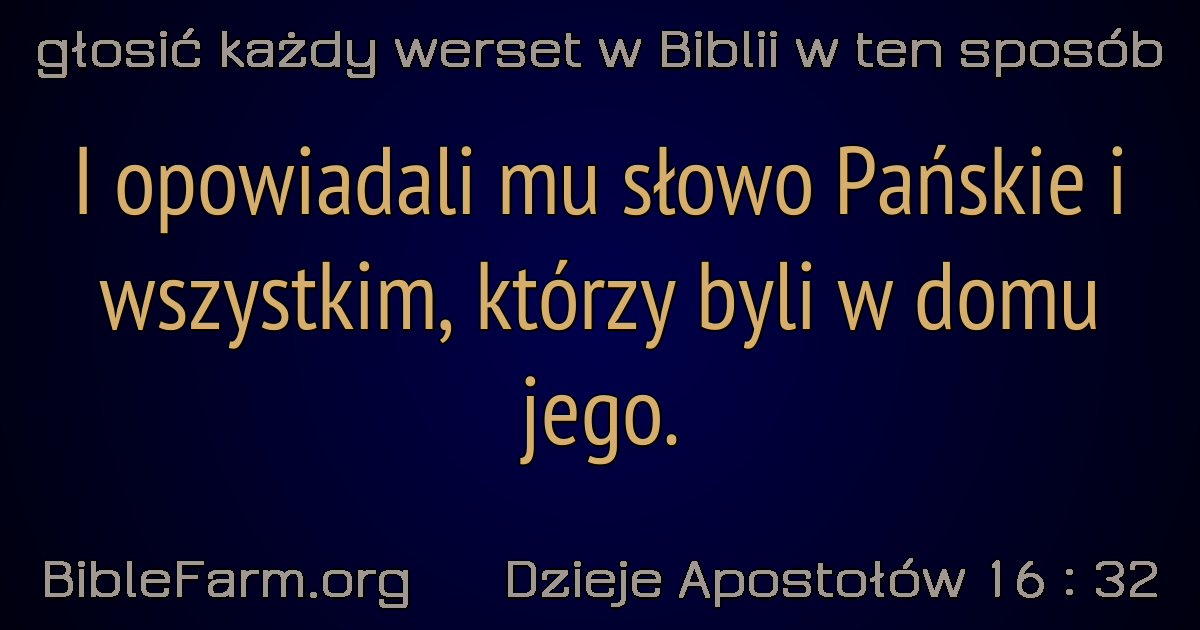 głosić każdy werset w Biblii w ten sposób
I opowiadali mu słowo Pańskie i
wszystkim, którzy byli w domu
jego.
BibleFarm.org Dzieje Apostołów 16 : 32